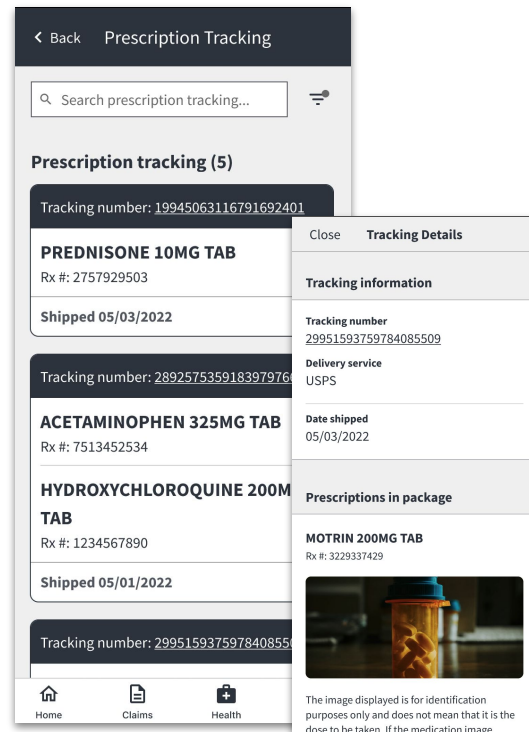 Back Prescription Tracking
Search prescription tracking...
Prescription tracking (5)
Tracking number: 19945063116791692401
PREDNISONE 10MG TAB
Rx #: 2757929503
Shipped 05/03/2022
Tracking number:
ACETAMINOPHEN 325MG TAB
Rx #: 7513452534
HYDROXYCHLOROQUINE
TAB
Rx #: 1234567890
Shipped 05/01/2022
Tracking number:
Home Claims Health
Close Tracking Details
Tracking information
Tracking number
29951593759784085509
Delivery service
USPS
Date shipped
05/03/2022
Prescriptions in package
MOTRIN 200MG TAB
Rx #: 3229337429
The image displayed is for identification
purposes only and does not mean that it is the
dose to be taken. If the medication image